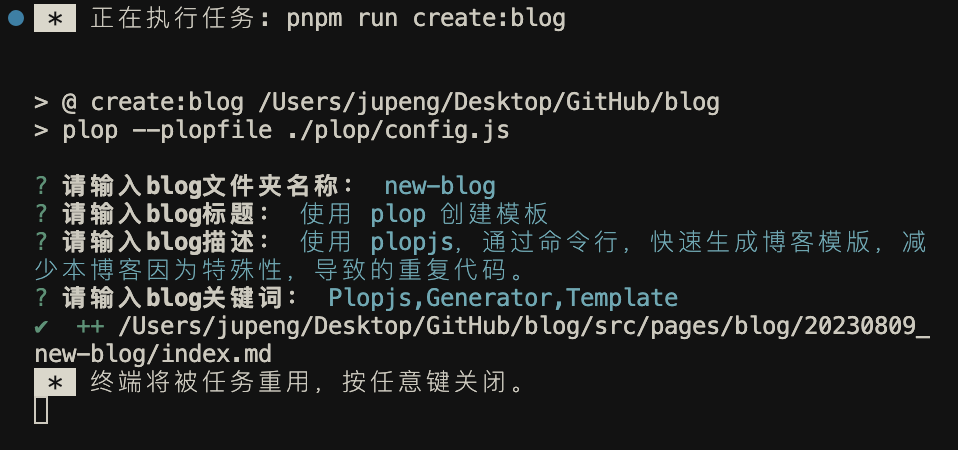 * 正在执行任务: pnpm run create:blog
> @ create:blog /Users/jupeng/Desktop/GitHub/blog
> plop --plopfile ./plop/config.js
? 请输入blog文件夹名称： new-blog
? 请输入blog标题： 使用 plop 创建模板
? 请输入blog描述： 使用 plopjs，通过命令行，快速生成博客模版，减
少本博客因为特殊性，导致的重复代码。
? 请输入blog关键词： Plopjs,Generator,Template
✔ ++ /Users/jupeng/Desktop/GitHub/blog/src/pages/blog/20230809_
new-blog/index.md
* 终端将被任务重用，按任意键关闭。